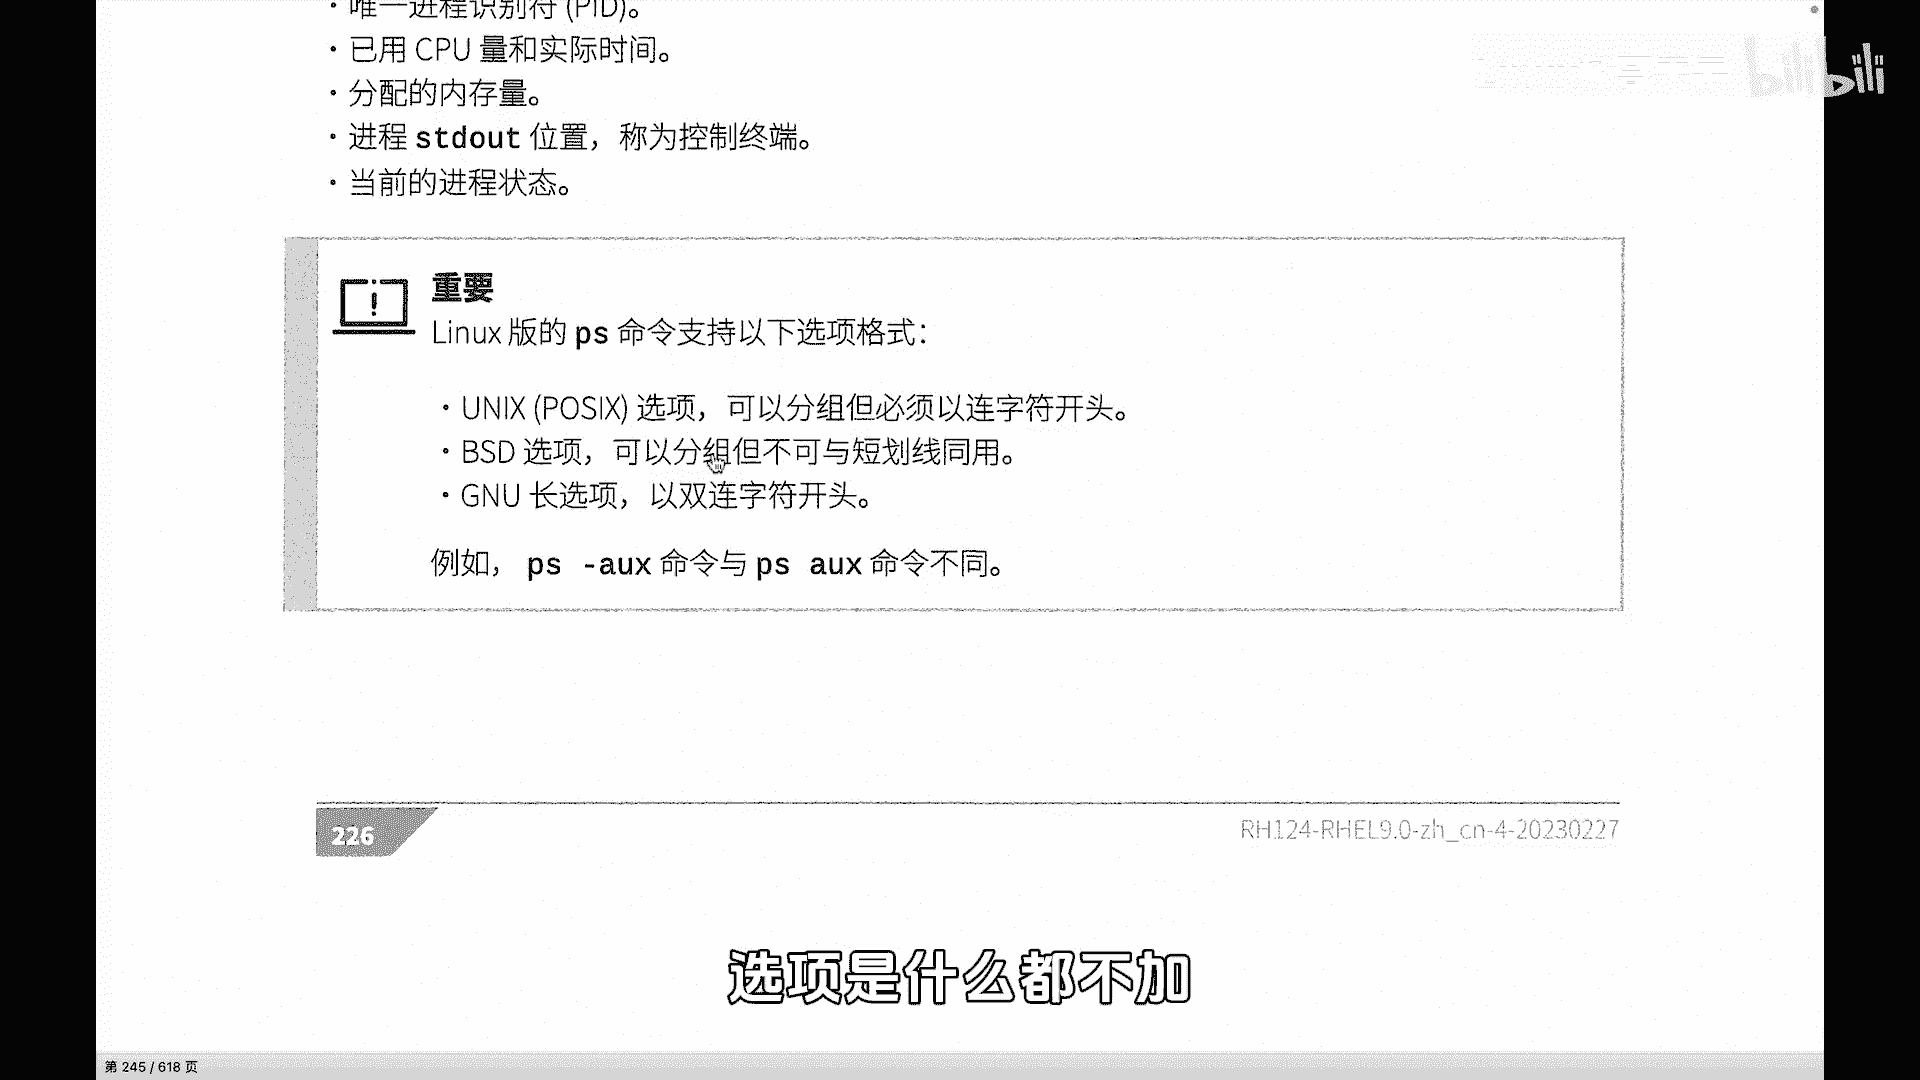 · 唯一进程识别符 (PID)。
· 已用 CPU 量和实际时间。
· 分配的内存量。
· 进程 stdout 位置，称为控制终端。
· 当前的进程状态。
bilibili
重要
Linux 版的 ps 命令支持以下选项格式：
· UNIX (POSIX) 选项，可以分组但必须以连字符开头。
· BSD 选项，可以分组但不可与短划线同用。
· GNU 长选项，以双连字符开头。
例如， ps -aux 命令与 ps aux 命令不同。
226
RH124-RHEL9.0-zh_cn-4-20230227
选项是什么都不加
第 245 / 618 页